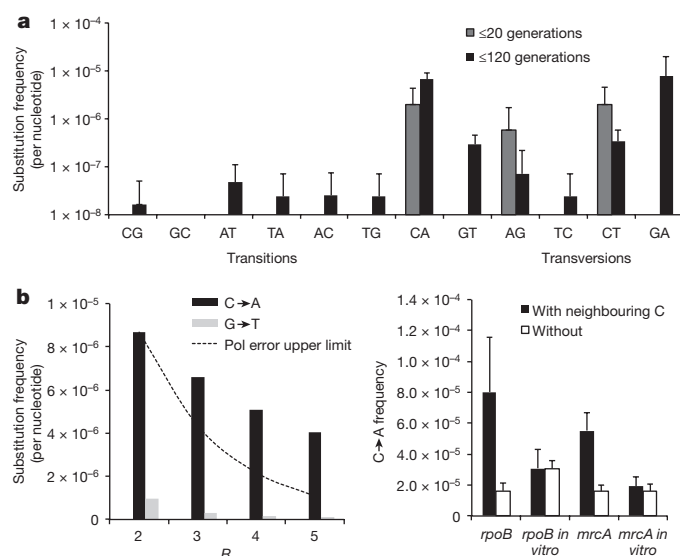 a
1 × 10⁻⁴
1 × 10⁻⁵
1 × 10⁻⁶
1 × 10⁻⁷
1 × 10⁻⁸
Substitution frequency
(per nucleotide)
≤20 generations
≤120 generations
CG GC AT TA AC TG CA GT AG TC CT GA
Transitions Transversions
b
1 × 10⁻⁵
8 × 10⁻⁶
6 × 10⁻⁶
4 × 10⁻⁶
2 × 10⁻⁶
0
Substitution frequency
(per nucleotide)
C→A
G→T
Pol error upper limit
2 3 4 5
R
1.4 × 10⁻⁴
1.2 × 10⁻⁴
1.0 × 10⁻⁴
8.0 × 10⁻⁵
6.0 × 10⁻⁵
4.0 × 10⁻⁵
2.0 × 10⁻⁵
0
C→A frequency
With neighbouring C
Without
rpoB rpoB in vitro mrcA mrcA in vitro